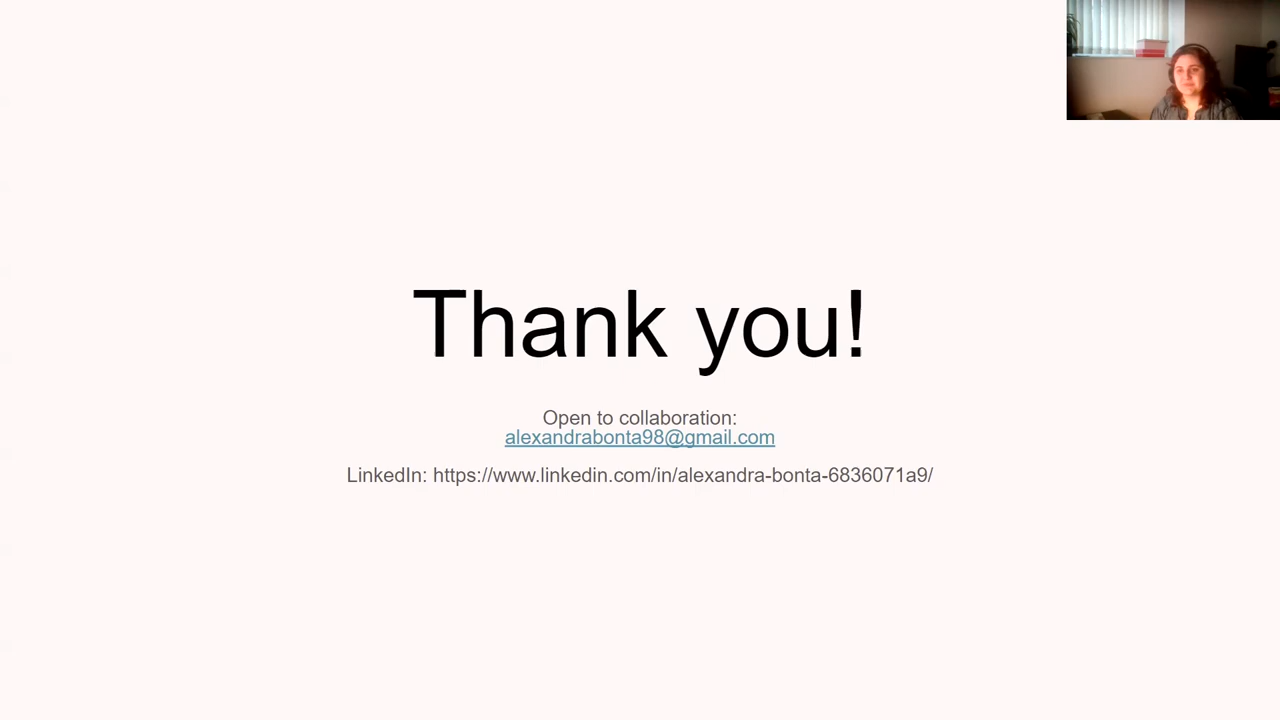 Thank you!
Open to collaboration:
alexandrabonta98@gmail.com
LinkedIn: https://www.linkedin.com/in/alexandra-bonta-6836071a9/